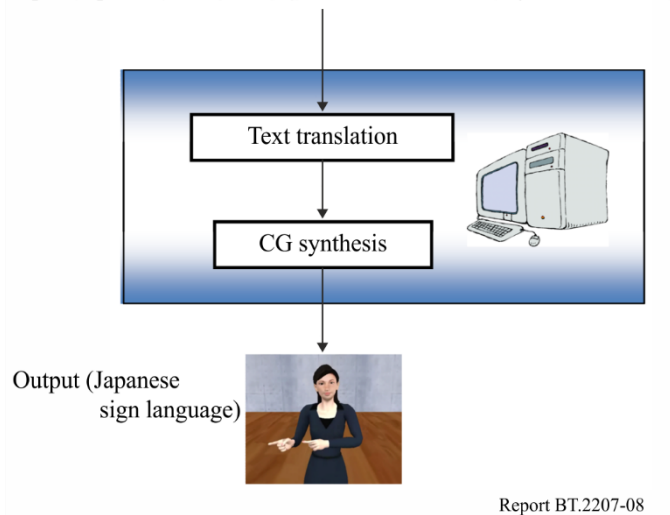 Text translation
CG synthesis
Output (Japanese
sign language)
Report BT.2207-08